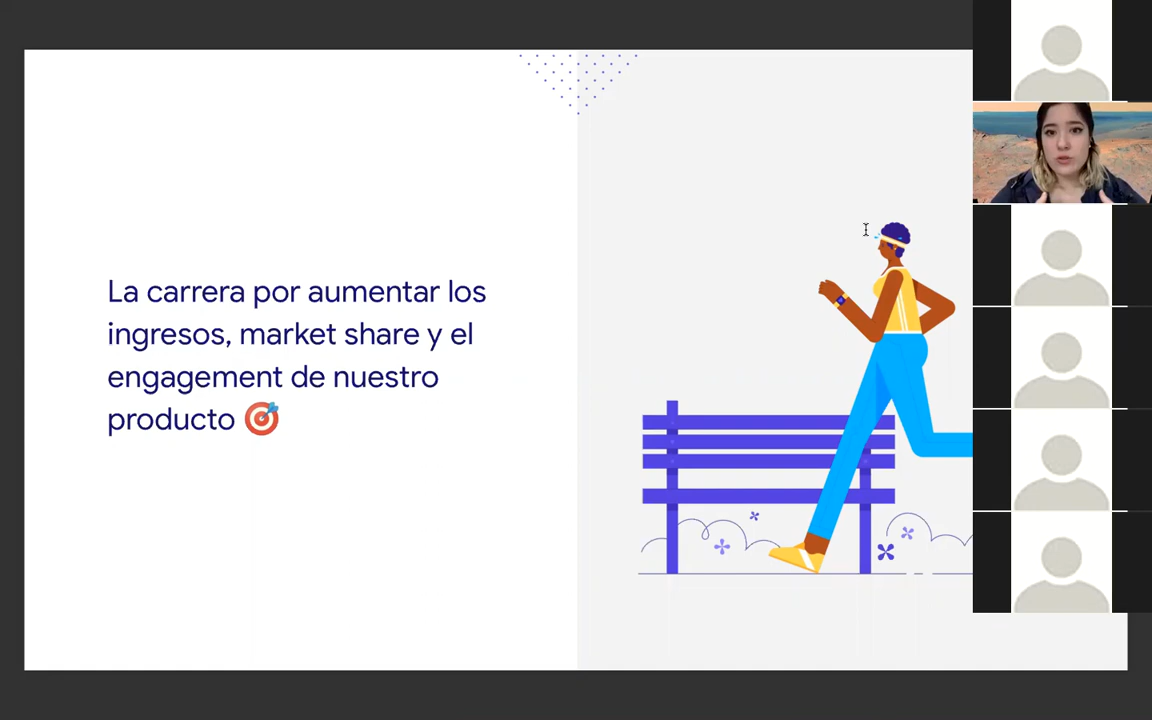 La carrera por aumentar los
ingresos, market share y el
engagement de nuestro
producto 🎯